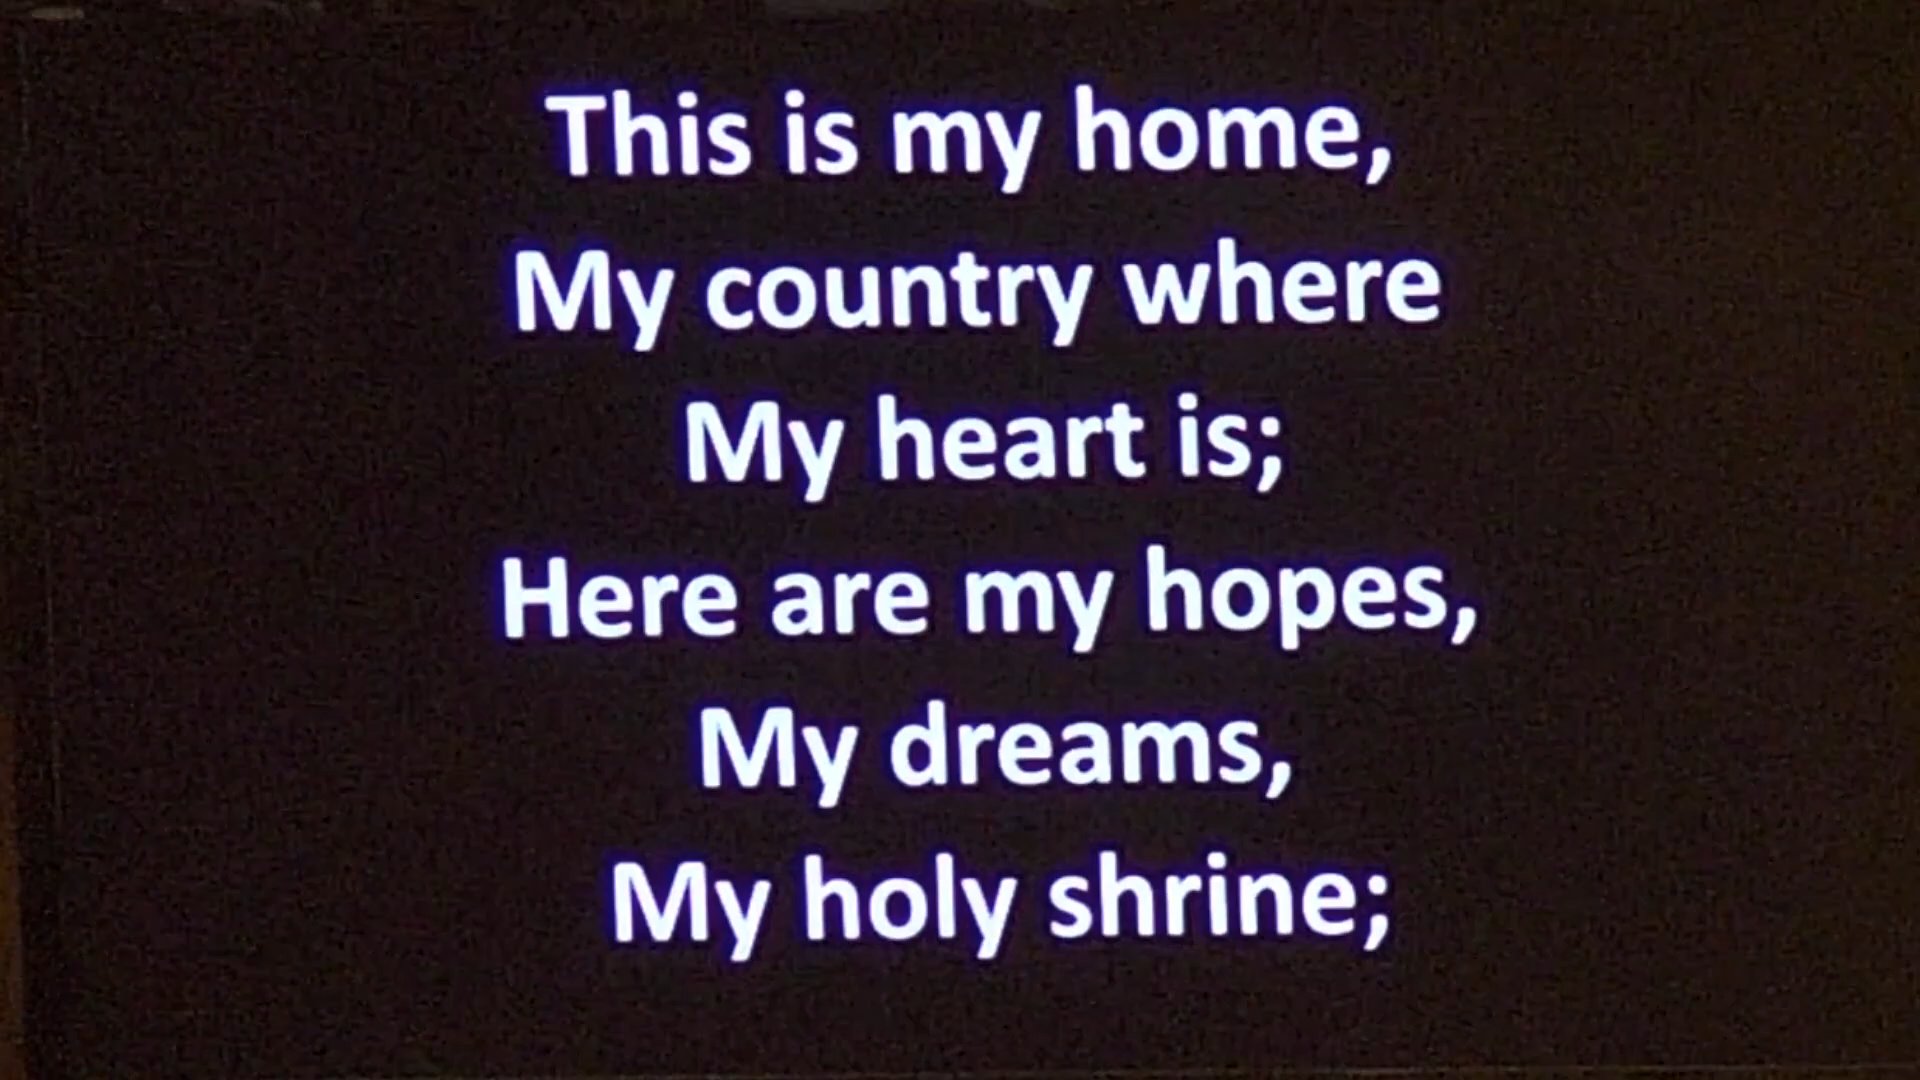 This is my home,
My country where
My heart is;
Here are my hopes,
My dreams,
My holy shrine;